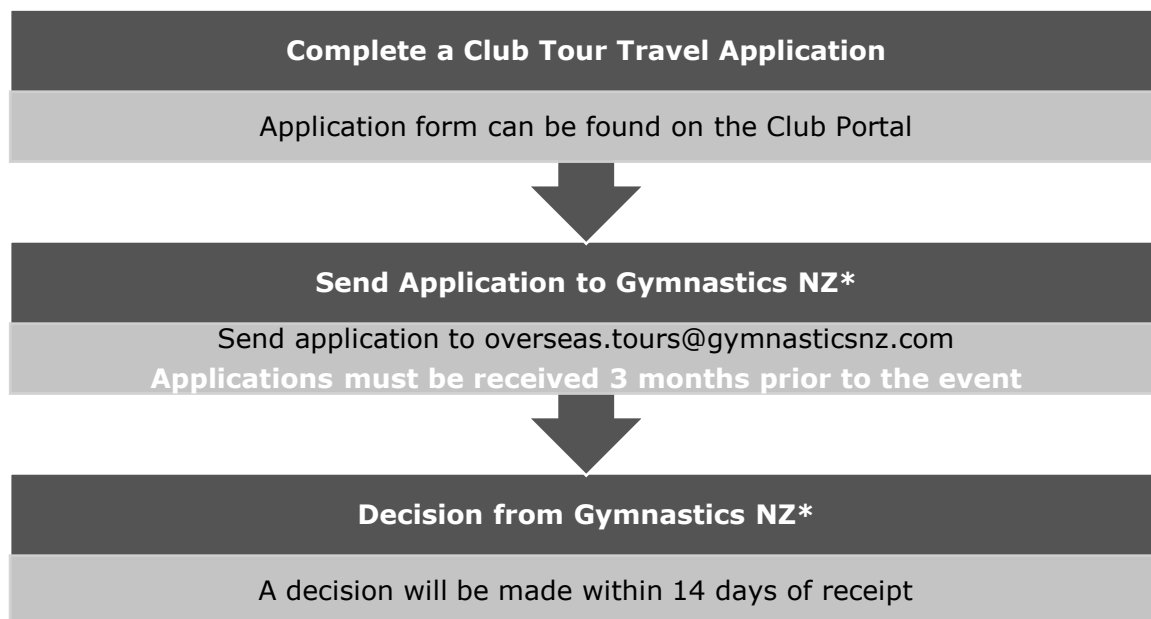 Complete a Club Tour Travel Application
Application form can be found on the Club Portal
Send Application to Gymnastics NZ*
Send application to overseas.tours@gymnasticsnz.com
Applications must be received 3 months prior to the event
Decision from Gymnastics NZ*
A decision will be made within 14 days of receipt